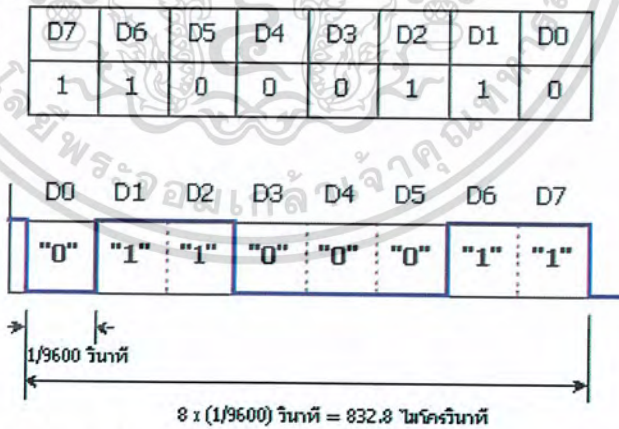 D7 D6 D5 D4 D3 D2 D1 D0
1 1 0 0 0 1 1 0
D0 D1 D2 D3 D4 D5 D6 D7
"0" "1" "1" "0" "0" "0" "1" "1"
1/9600 วินาที
8 x (1/9600) วินาที = 832.8 ไมโครวินาที